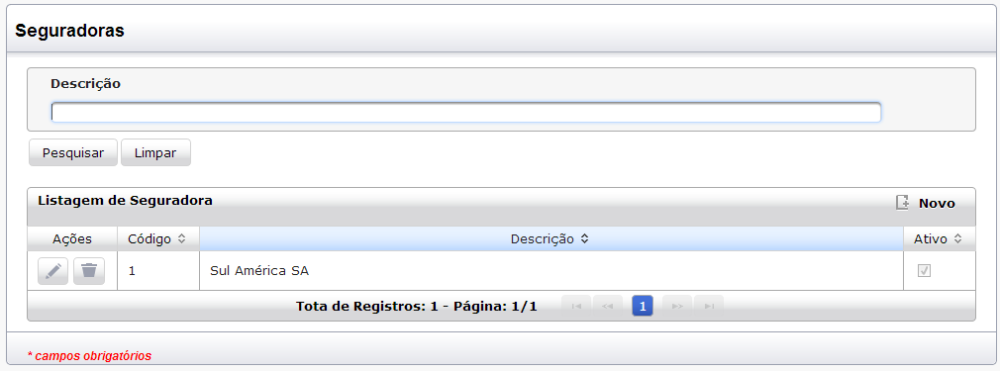 Seguradoras
Descrição
Pesquisar Limpar
Listagem de Seguradora Novo
Ações Código Descrição Ativo
1 Sul América SA
Tota de Registros: 1 - Página: 1/1 1
* campos obrigatórios